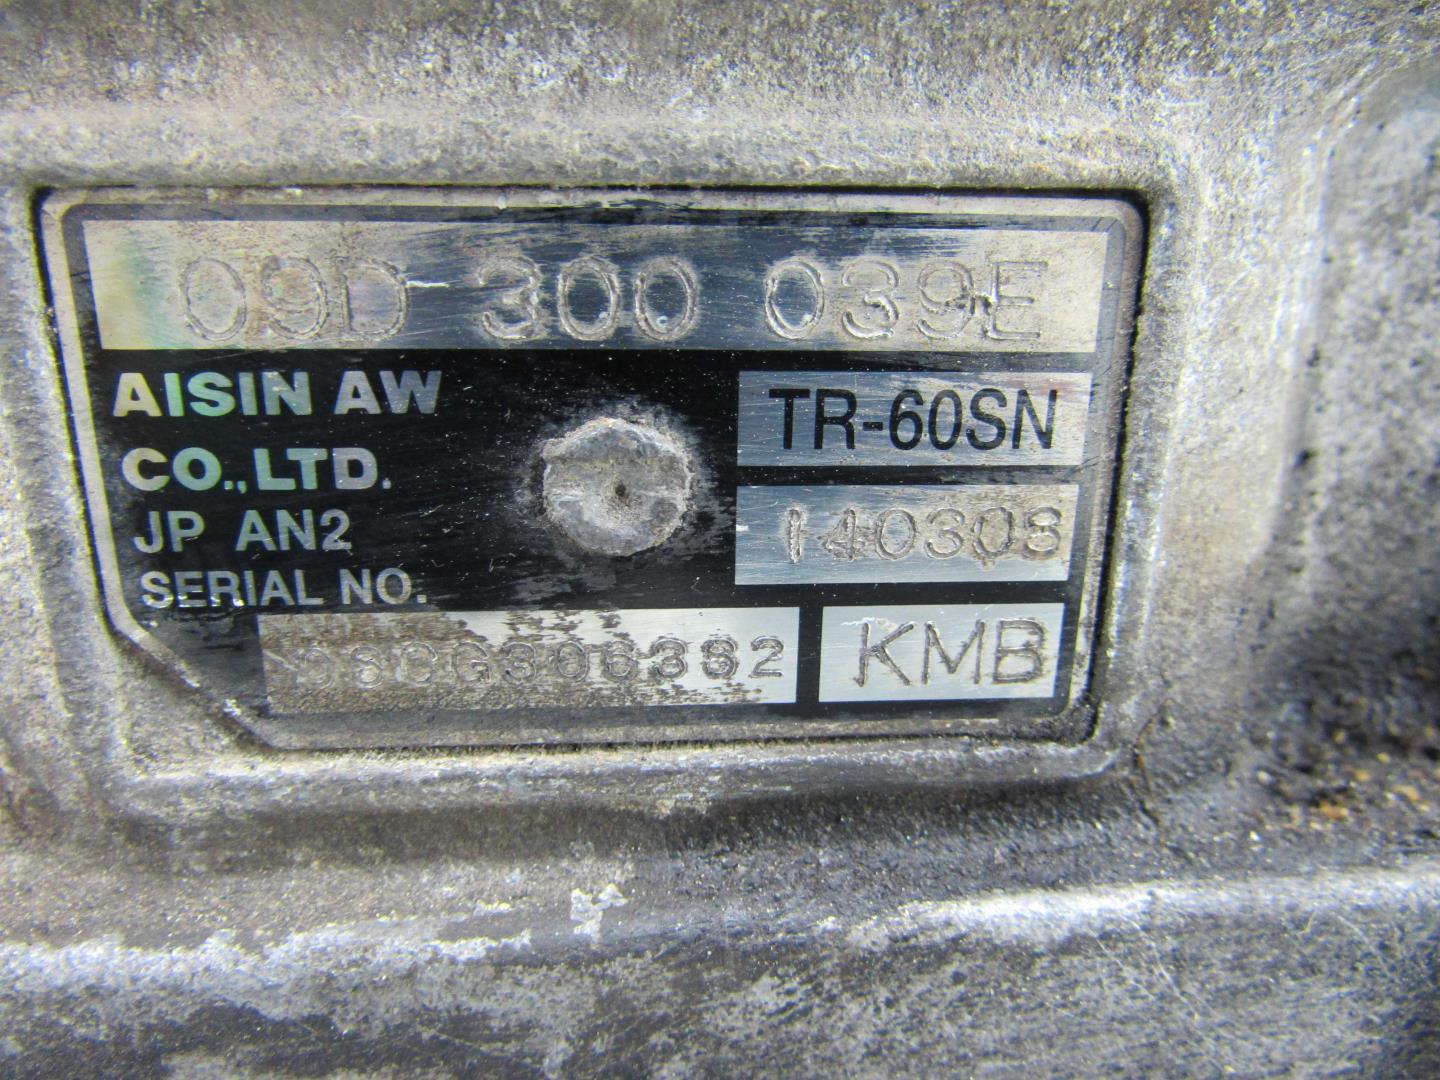 09D 300 039E
AISIN AW
CO.,LTD.
TR-60SN
JP AN2
140308
SERIAL NO.
KMB